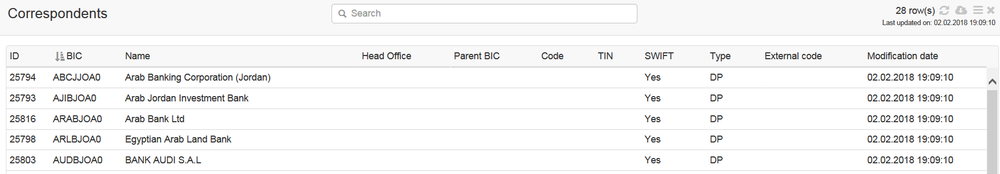 Correspondents
Search
28 row(s)
Last updated on: 02.02.2018 19:09:10
ID BIC Name Head Office Parent BIC Code TIN SWIFT Type External code Modification date
25794 ABCJJOA0 Arab Banking Corporation (Jordan) Yes DP 02.02.2018 19:09:10
25793 AJIBJOA0 Arab Jordan Investment Bank Yes DP 02.02.2018 19:09:10
25816 ARABJOA0 Arab Bank Ltd Yes DP 02.02.2018 19:09:10
25798 ARLBJOA0 Egyptian Arab Land Bank Yes DP 02.02.2018 19:09:10
25803 AUDBJOA0 BANK AUDI S.A.L Yes DP 02.02.2018 19:09:10